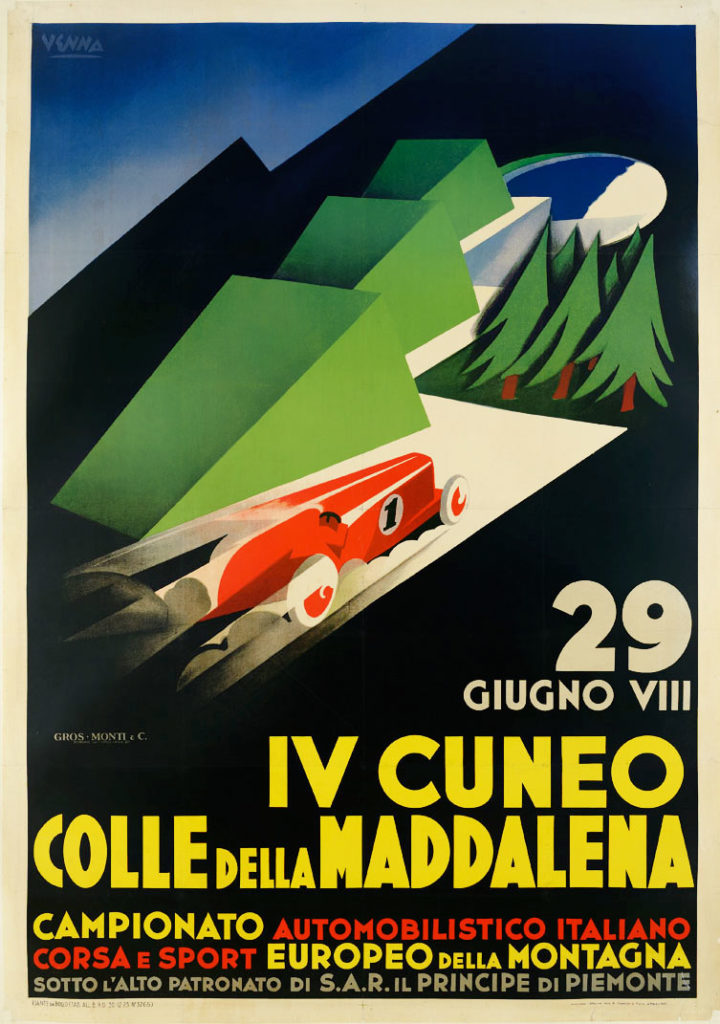 VENNA
1
29
GIUGNO VIII
GROS - MONTI & C.
IV CUNEO
COLLE DELLA MADDALENA
CAMPIONATO AUTOMOBILISTICO ITALIANO
CORSA E SPORT EUROPEO DELLA MONTAGNA
SOTTO L'ALTO PATRONATO DI S.A.R. IL PRINCIPE DI PIEMONTE